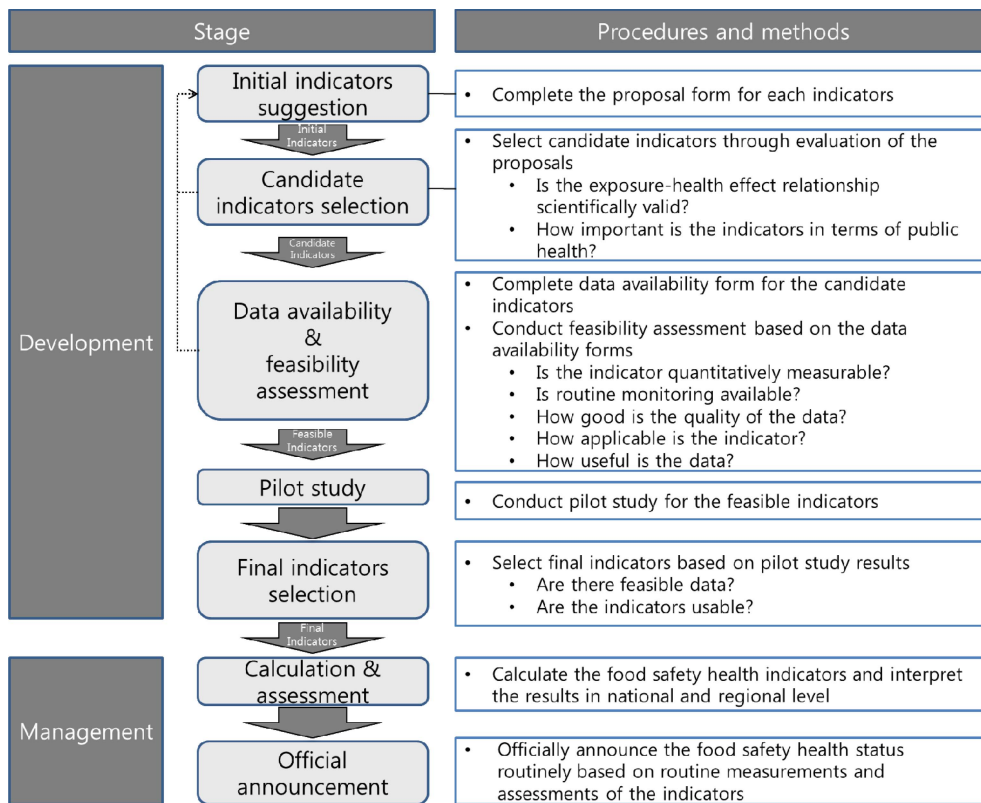 Stage
Procedures and methods
Development
Initial indicators
suggestion
• Complete the proposal form for each indicators
Initial
Indicators
Candidate
indicators selection
• Select candidate indicators through evaluation of the
proposals
• Is the exposure-health effect relationship
scientifically valid?
• How important is the indicators in terms of public
health?
Candidate
Indicators
Data availability
&
feasibility
assessment
• Complete data availability form for the candidate
indicators
• Conduct feasibility assessment based on the data
availability forms
• Is the indicator quantitatively measurable?
• Is routine monitoring available?
• How good is the quality of the data?
• How applicable is the indicator?
• How useful is the data?
Feasible
Indicators
Pilot study
• Conduct pilot study for the feasible indicators
Final indicators
selection
• Select final indicators based on pilot study results
• Are there feasible data?
• Are the indicators usable?
Final
Indicators
Management
Calculation &
assessment
• Calculate the food safety health indicators and interpret
the results in national and regional level
Official
announcement
• Officially announce the food safety health status
routinely based on routine measurements and
assessments of the indicators